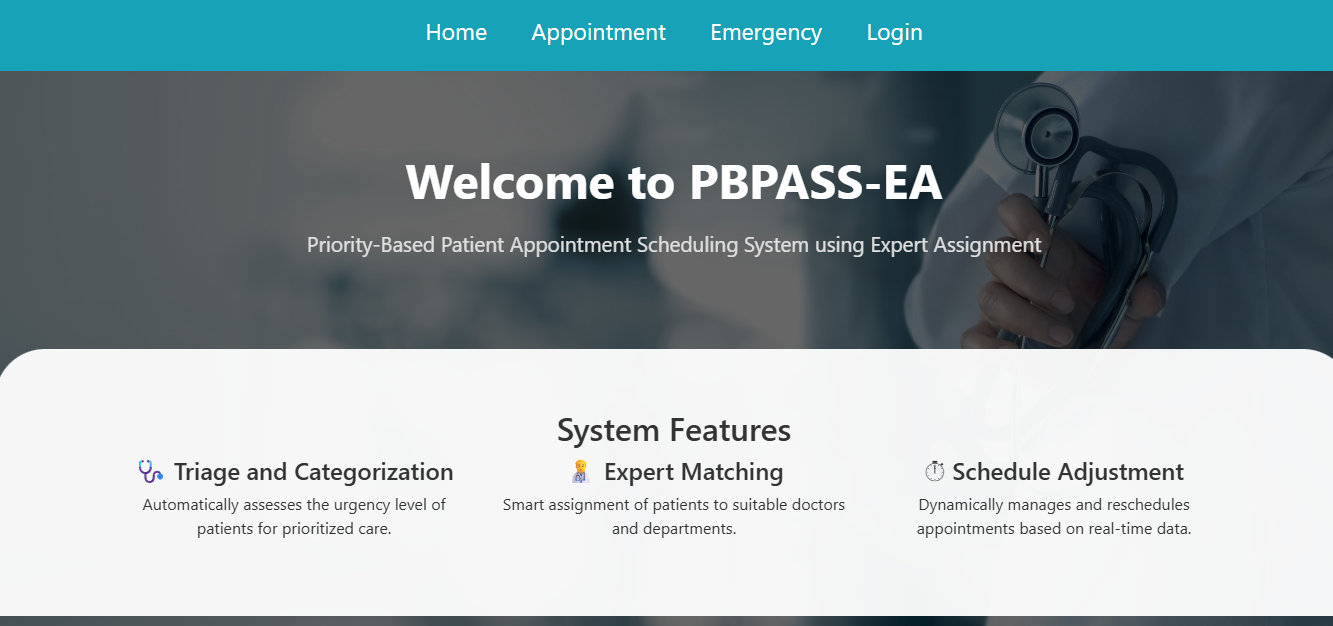 Home Appointment Emergency Login
Welcome to PBPASS-EA
Priority-Based Patient Appointment Scheduling System using Expert Assignment
System Features
Triage and Categorization
Automatically assesses the urgency level of
patients for prioritized care.
Expert Matching
Smart assignment of patients to suitable doctors
and departments.
Schedule Adjustment
Dynamically manages and reschedules
appointments based on real-time data.